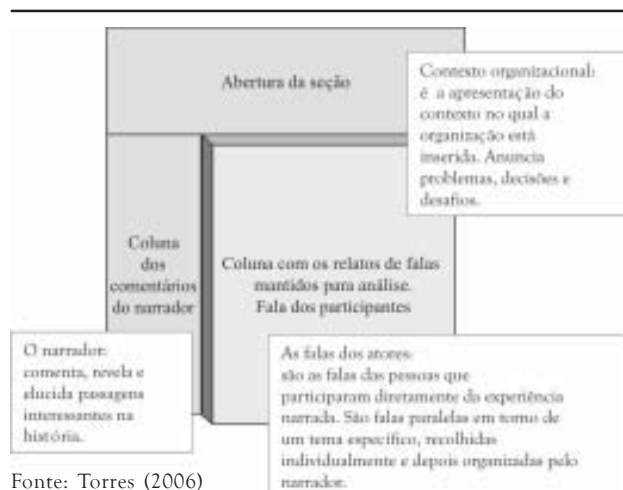 Abertura da seção
Contexto organizacional:
é a apresentação do
contexto no qual a
organização está
inserida. Anuncia
problemas, decisões e
desafios.
Coluna
dos
comentários
do narrador
Coluna com os relatos de falas
mantidos para análise.
Fala dos participantes
O narrador:
comenta, revela e
elucida passagens
interessantes na
história.
As falas dos atores:
são as falas das pessoas que
participaram diretamente da experiência
narrada. São falas paralelas em torno de
um tema específico, recolhidas
individualmente e depois organizadas pelo
narrador.
Fonte: Torres (2006)